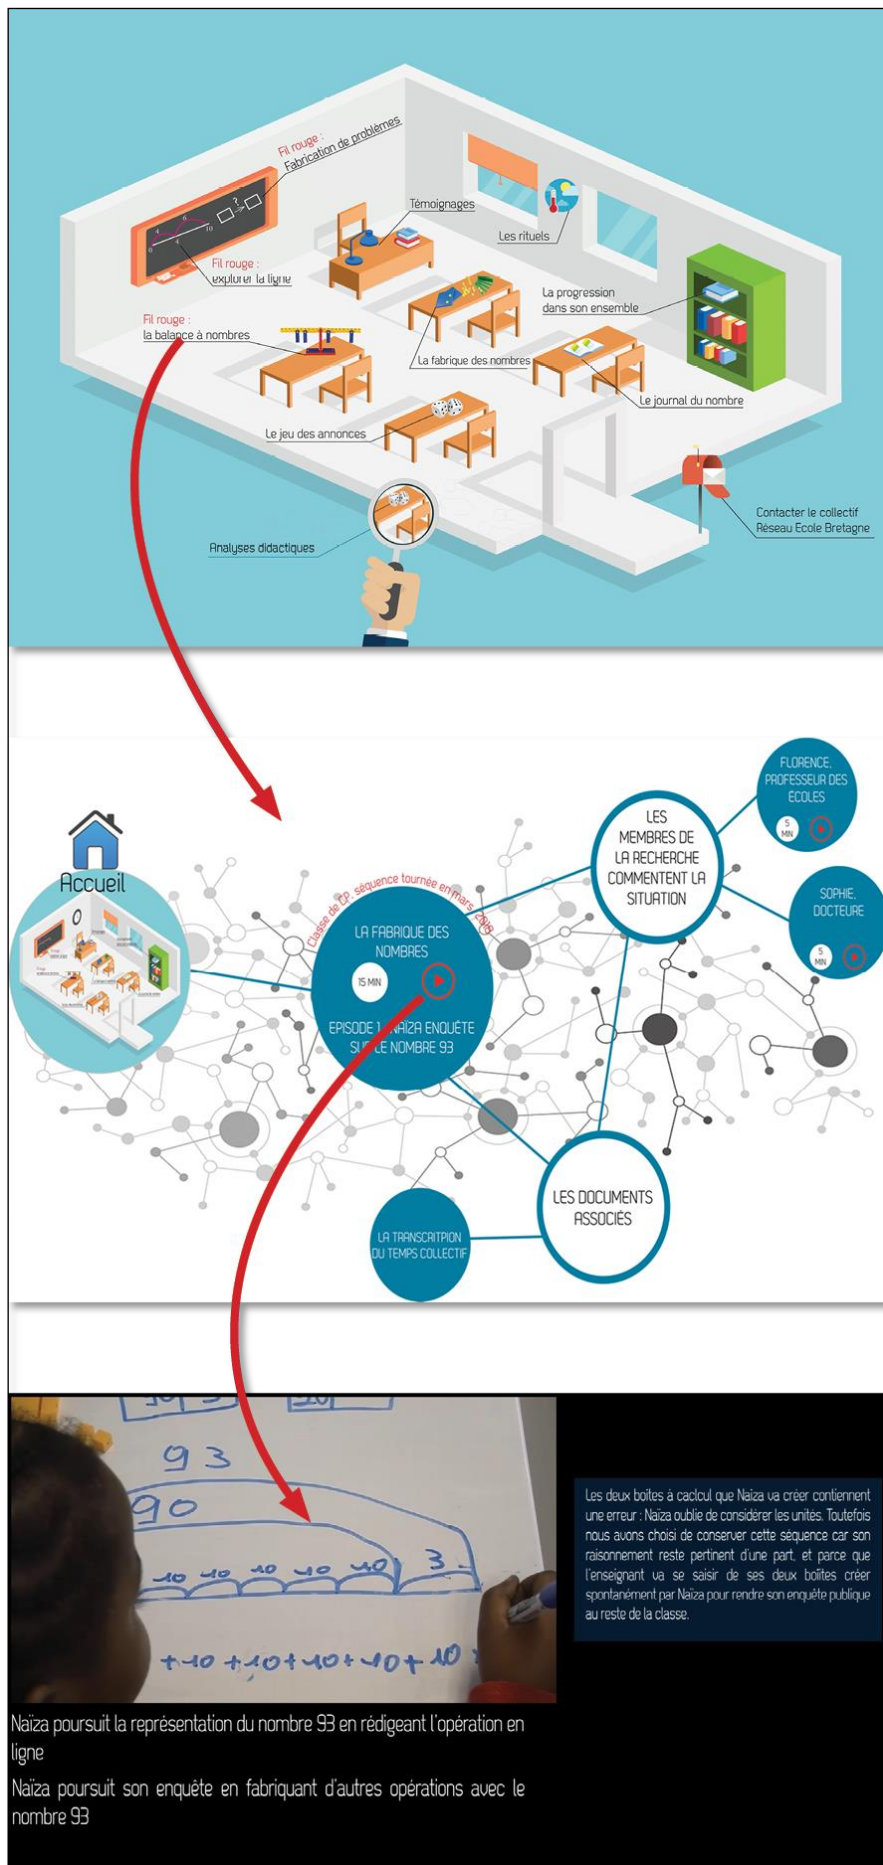 Fil rouge :
Fabrication de problèmes
4
6
?
0
4
10
Fil rouge :
explorer la ligne
Témoignages
Les rituels
La progression
dans son ensemble
Fil rouge :
la balance à nombres
La fabrique des nombres
Le journal du nombre
Le jeu des annonces
Analyses didactiques
Contacter le collectif
Réseau Ecole Bretagne
Accueil
Classe de CP, séquence tournée en mars 2018
LA FABRIQUE DES
NOMBRES
15 MIN
EPISODE 1 : NAÏZA ENQUÊTE
SUR LE NOMBRE 93
LES
MEMBRES DE
LA RECHERCHE
COMMENTENT LA
SITUATION
FLORENCE,
PROFESSEUR DES
ÉCOLES
5
MIN
SOPHIE,
DOCTEURE
5
MIN
LES DOCUMENTS
ASSOCIÉS
LA TRANSCRITPION
DU TEMPS COLLECTIF
93
90
10 10 10 10 10 3
+10 +10+10+10+10
Les deux boites à caclcul que Naïza va créer contiennent
une erreur : Naïza oublie de considérer les unités. Toutefois
nous avons choisi de conserver cette séquence car son
raisonnement reste pertinent d'une part, et parce que
l'enseignant va se saisir de ses deux boîtes créer
spontanément par Naïza pour rendre son enquête publique
au reste de la classe.
Naïza poursuit la représentation du nombre 93 en rédigeant l'opération en
ligne
Naïza poursuit son enquête en fabriquant d'autres opérations avec le
nombre 93